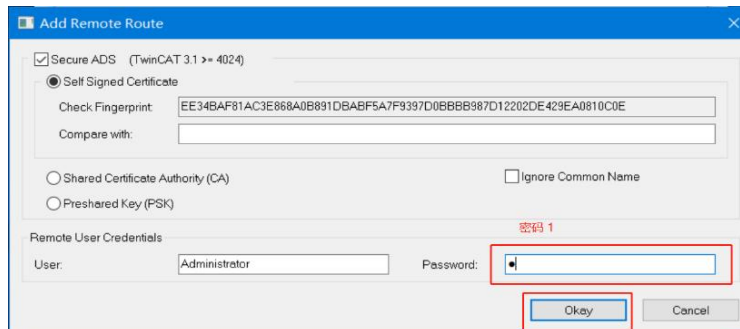 Add Remote Route
Secure ADS (TwinCAT 3.1 >= 4024)
Self Signed Certificate
Check Fingerprint: EE34BAF81AC3E868A0B891DBABF5A7F9397D0BBBB987D12202DE429EA0810C0E
Compare with:
Shared Certificate Authority (CA) Ignore Common Name
Preshared Key (PSK)
密码 1
Remote User Credentials
User: Administrator Password: ●
Okay Cancel